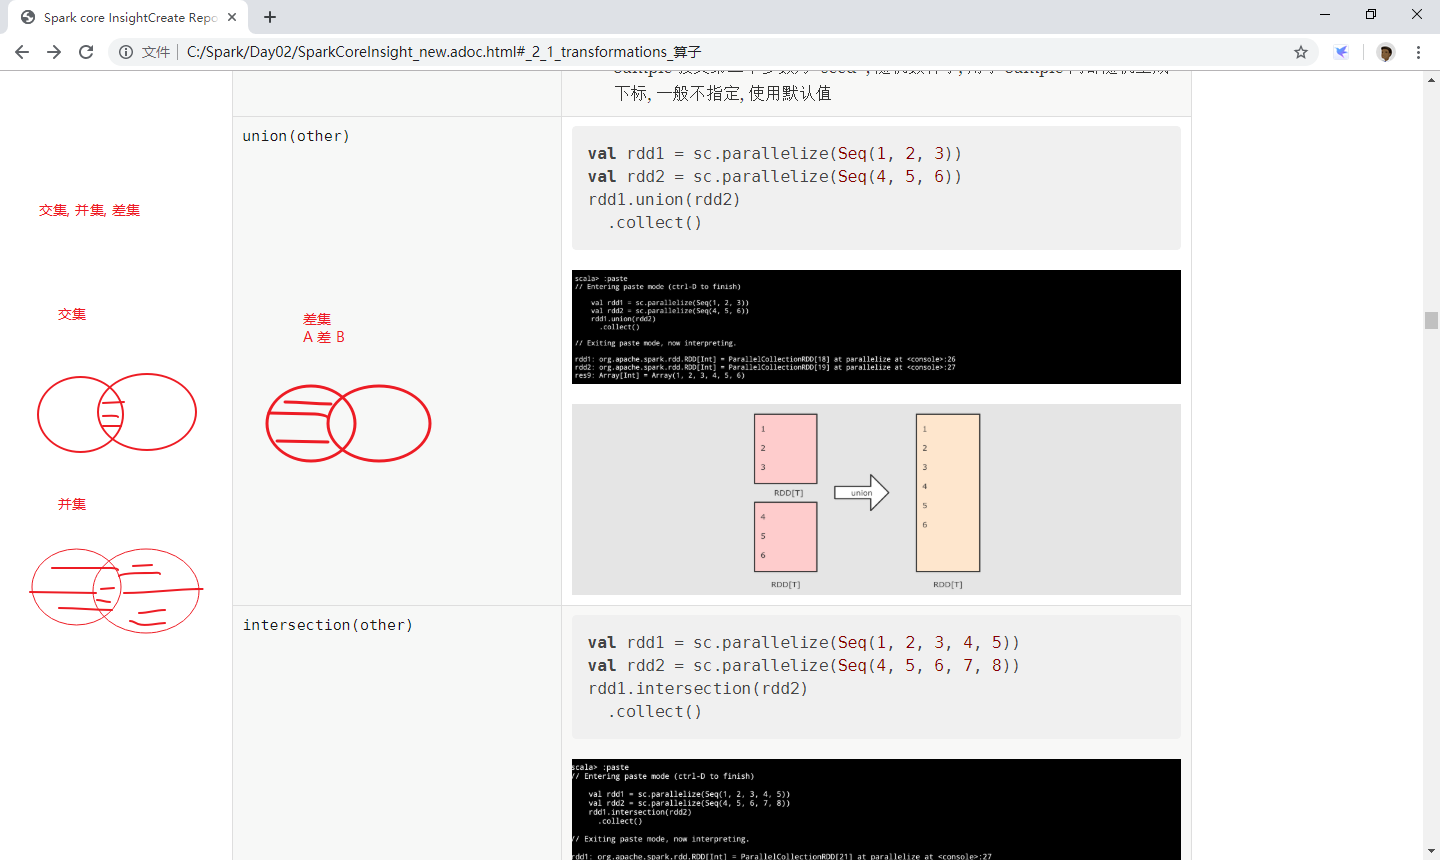 Spark core InsightCreate Repo
文件
C:/Spark/Day02/SparkCoreInsight_new.adoc.html#_2_1_transformations_算子
下标, 一般不指定, 使用默认值
union(other)
val rdd1 = sc.parallelize(Seq(1, 2, 3))
val rdd2 = sc.parallelize(Seq(4, 5, 6))
rdd1.union(rdd2)
.collect()
交集, 并集, 差集
scala> :paste
// Entering paste mode (ctrl-D to finish)
val rdd1 = sc.parallelize(Seq(1, 2, 3))
val rdd2 = sc.parallelize(Seq(4, 5, 6))
rdd1.union(rdd2)
.collect()
// Exiting paste mode, now interpreting.
rdd1: org.apache.spark.rdd.RDD[Int] = ParallelCollectionRDD[18] at parallelize at <console>:26
rdd2: org.apache.spark.rdd.RDD[Int] = ParallelCollectionRDD[19] at parallelize at <console>:27
res9: Array[Int] = Array(1, 2, 3, 4, 5, 6)
交集
差集
A 差 B
并集
1
2
3
RDD[T]
4
5
6
RDD[T]
union
1
2
3
4
5
6
RDD[T]
intersection(other)
val rdd1 = sc.parallelize(Seq(1, 2, 3, 4, 5))
val rdd2 = sc.parallelize(Seq(4, 5, 6, 7, 8))
rdd1.intersection(rdd2)
.collect()
scala> :paste
// Entering paste mode (ctrl-D to finish)
val rdd1 = sc.parallelize(Seq(1, 2, 3, 4, 5))
val rdd2 = sc.parallelize(Seq(4, 5, 6, 7, 8))
rdd1.intersection(rdd2)
.collect()
// Exiting paste mode, now interpreting.
rdd1: org.apache.spark.rdd.RDD[Int] = ParallelCollectionRDD[21] at parallelize at <console>:27